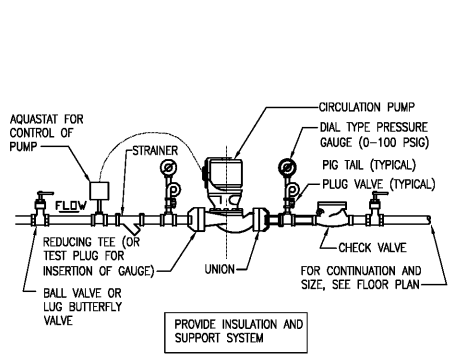 CIRCULATION PUMP
AQUASTAT FOR
CONTROL OF
PUMP
DIAL TYPE PRESSURE
GAUGE (0-100 PSIG)
STRAINER
PIG TAIL (TYPICAL)
PLUG VALVE (TYPICAL)
FLOW
REDUCING TEE (OR
TEST PLUG FOR
INSERTION OF GAUGE)
CHECK VALVE
UNION
FOR CONTINUATION AND
SIZE, SEE FLOOR PLAN
BALL VALVE OR
LUG BUTTERFLY
VALVE
PROVIDE INSULATION AND
SUPPORT SYSTEM